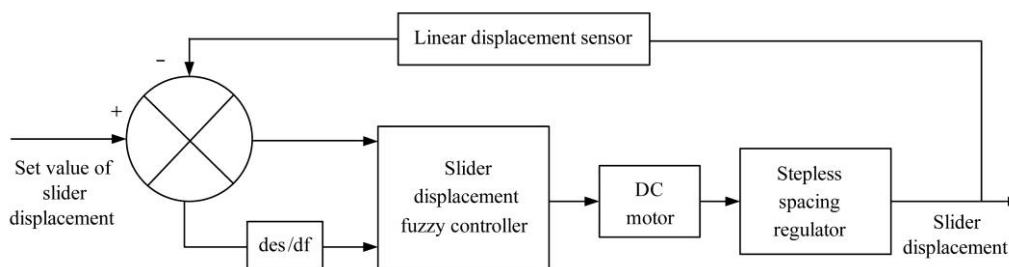 Linear displacement sensor
−
+
Set value of
slider
displacement
des/df
Slider
displacement
fuzzy controller
DC
motor
Stepless
spacing
regulator
Slider
displacement